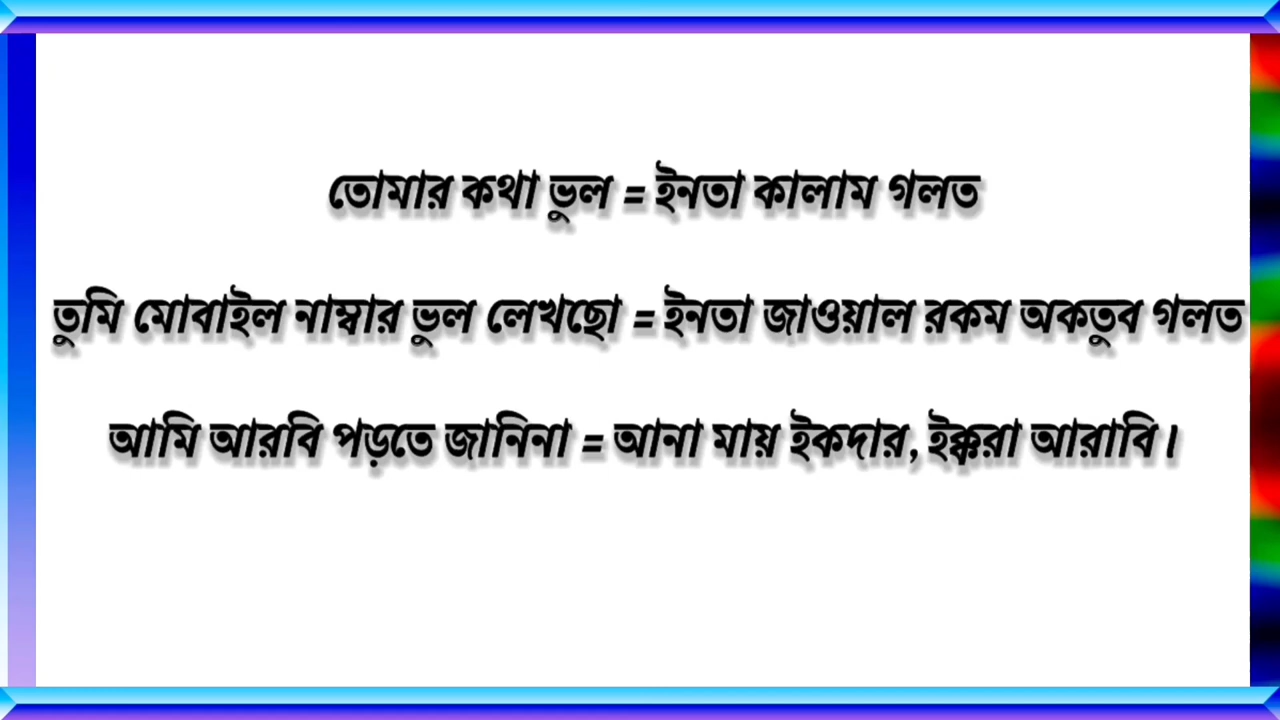 তোমার কথা ভুল = ইনতা কালাম গলত
তুমি মোবাইল নাম্বার ভুল লেখছো = ইনতা জাওয়াল রকম অকতুব গলত
আমি আরবি পড়তে জানিনা = আনা মায় ইকদার, ইক্করা আরাবি।